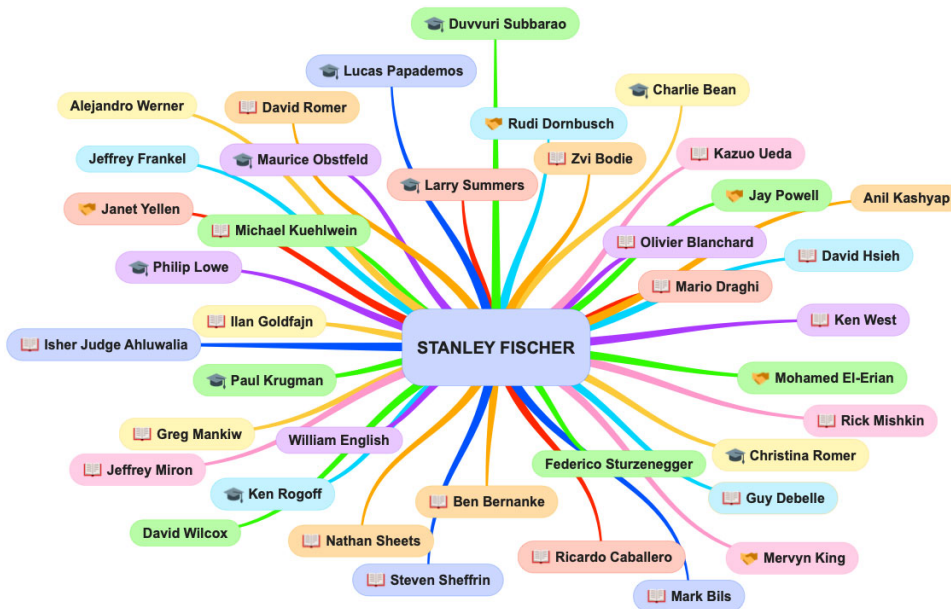 Duvvuri Subbarao
Lucas Papademos
Charlie Bean
Alejandro Werner
David Romer
Rudi Dornbusch
Kazuo Ueda
Jeffrey Frankel
Maurice Obstfeld
Zvi Bodie
Larry Summers
Jay Powell
Anil Kashyap
Janet Yellen
Michael Kuehlwein
Olivier Blanchard
David Hsieh
Philip Lowe
Mario Draghi
Ilan Goldfajn
Ken West
Isher Judge Ahluwalia
STANLEY FISCHER
Paul Krugman
Mohamed El-Erian
Greg Mankiw
William English
Rick Mishkin
Jeffrey Miron
Federico Sturzenegger
Christina Romer
Ken Rogoff
Ben Bernanke
Guy Debelle
David Wilcox
Nathan Sheets
Ricardo Caballero
Mervyn King
Steven Sheffrin
Mark Bils